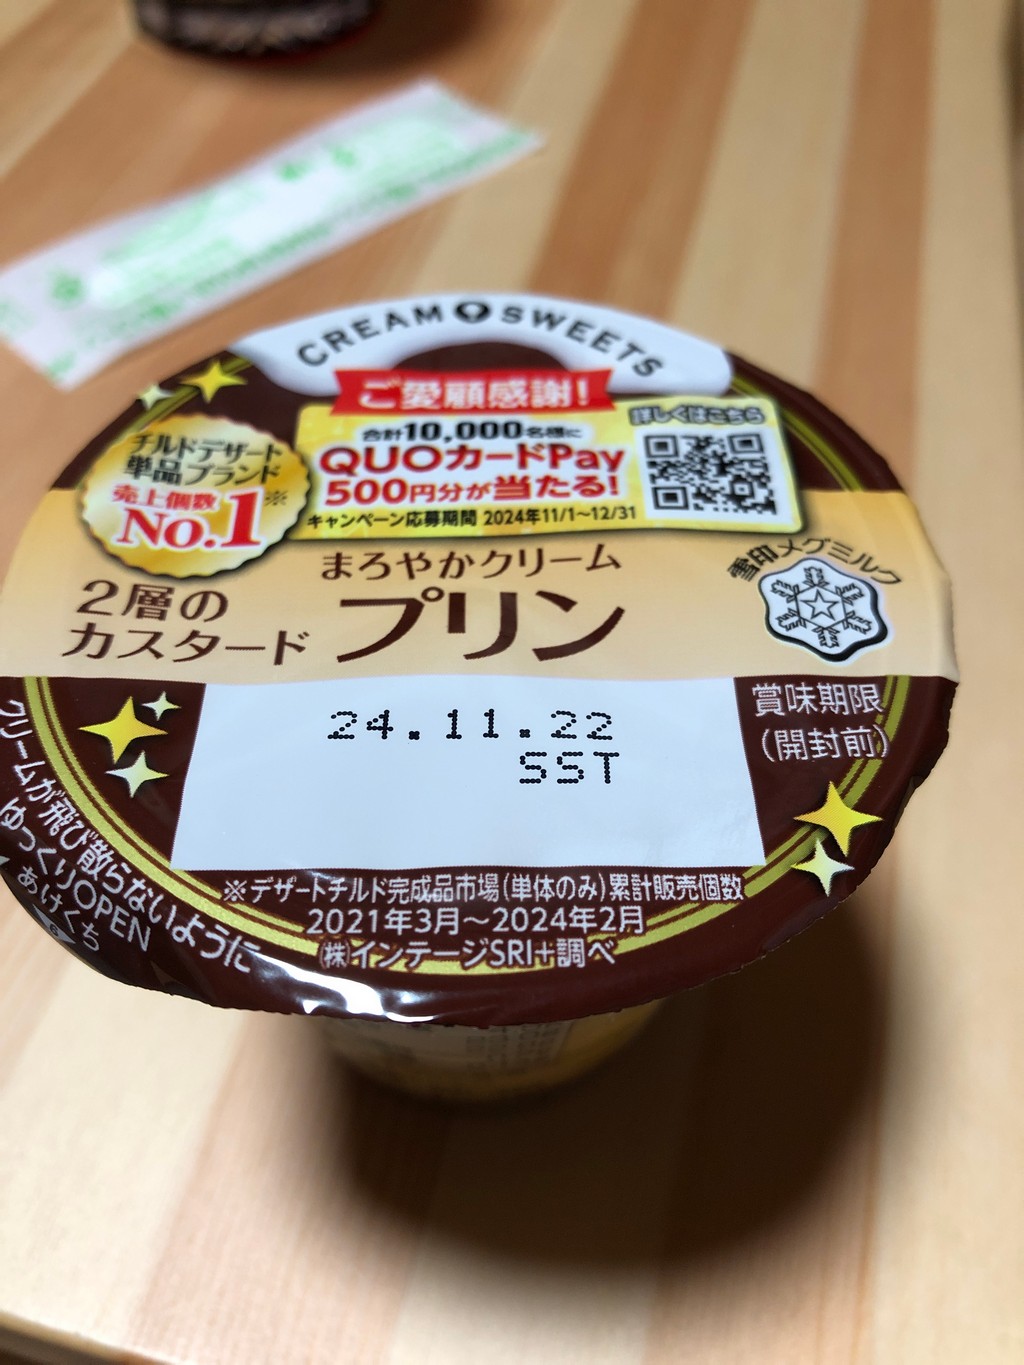 CREAM SWEETS
ご愛顧感謝!
詳しくはこちら
合計10,000名様に
QUOカードPay
500円分が当たる!
キャンペーン応募期間 2024年11/1~12/31
チルドデザート
単品ブランド
売上個数※
No.1
まろやかクリーム
2層の
カスタード
プリン
雪印メグミルク
24.11.22
SST
賞味期限
(開封前)
クリームが飛び散らないように
ゆっくりOPEN
あけくち
※デザートチルド完成品市場(単体のみ)累計販売個数
2021年3月~2024年2月
㈱インテージSRI+調べ